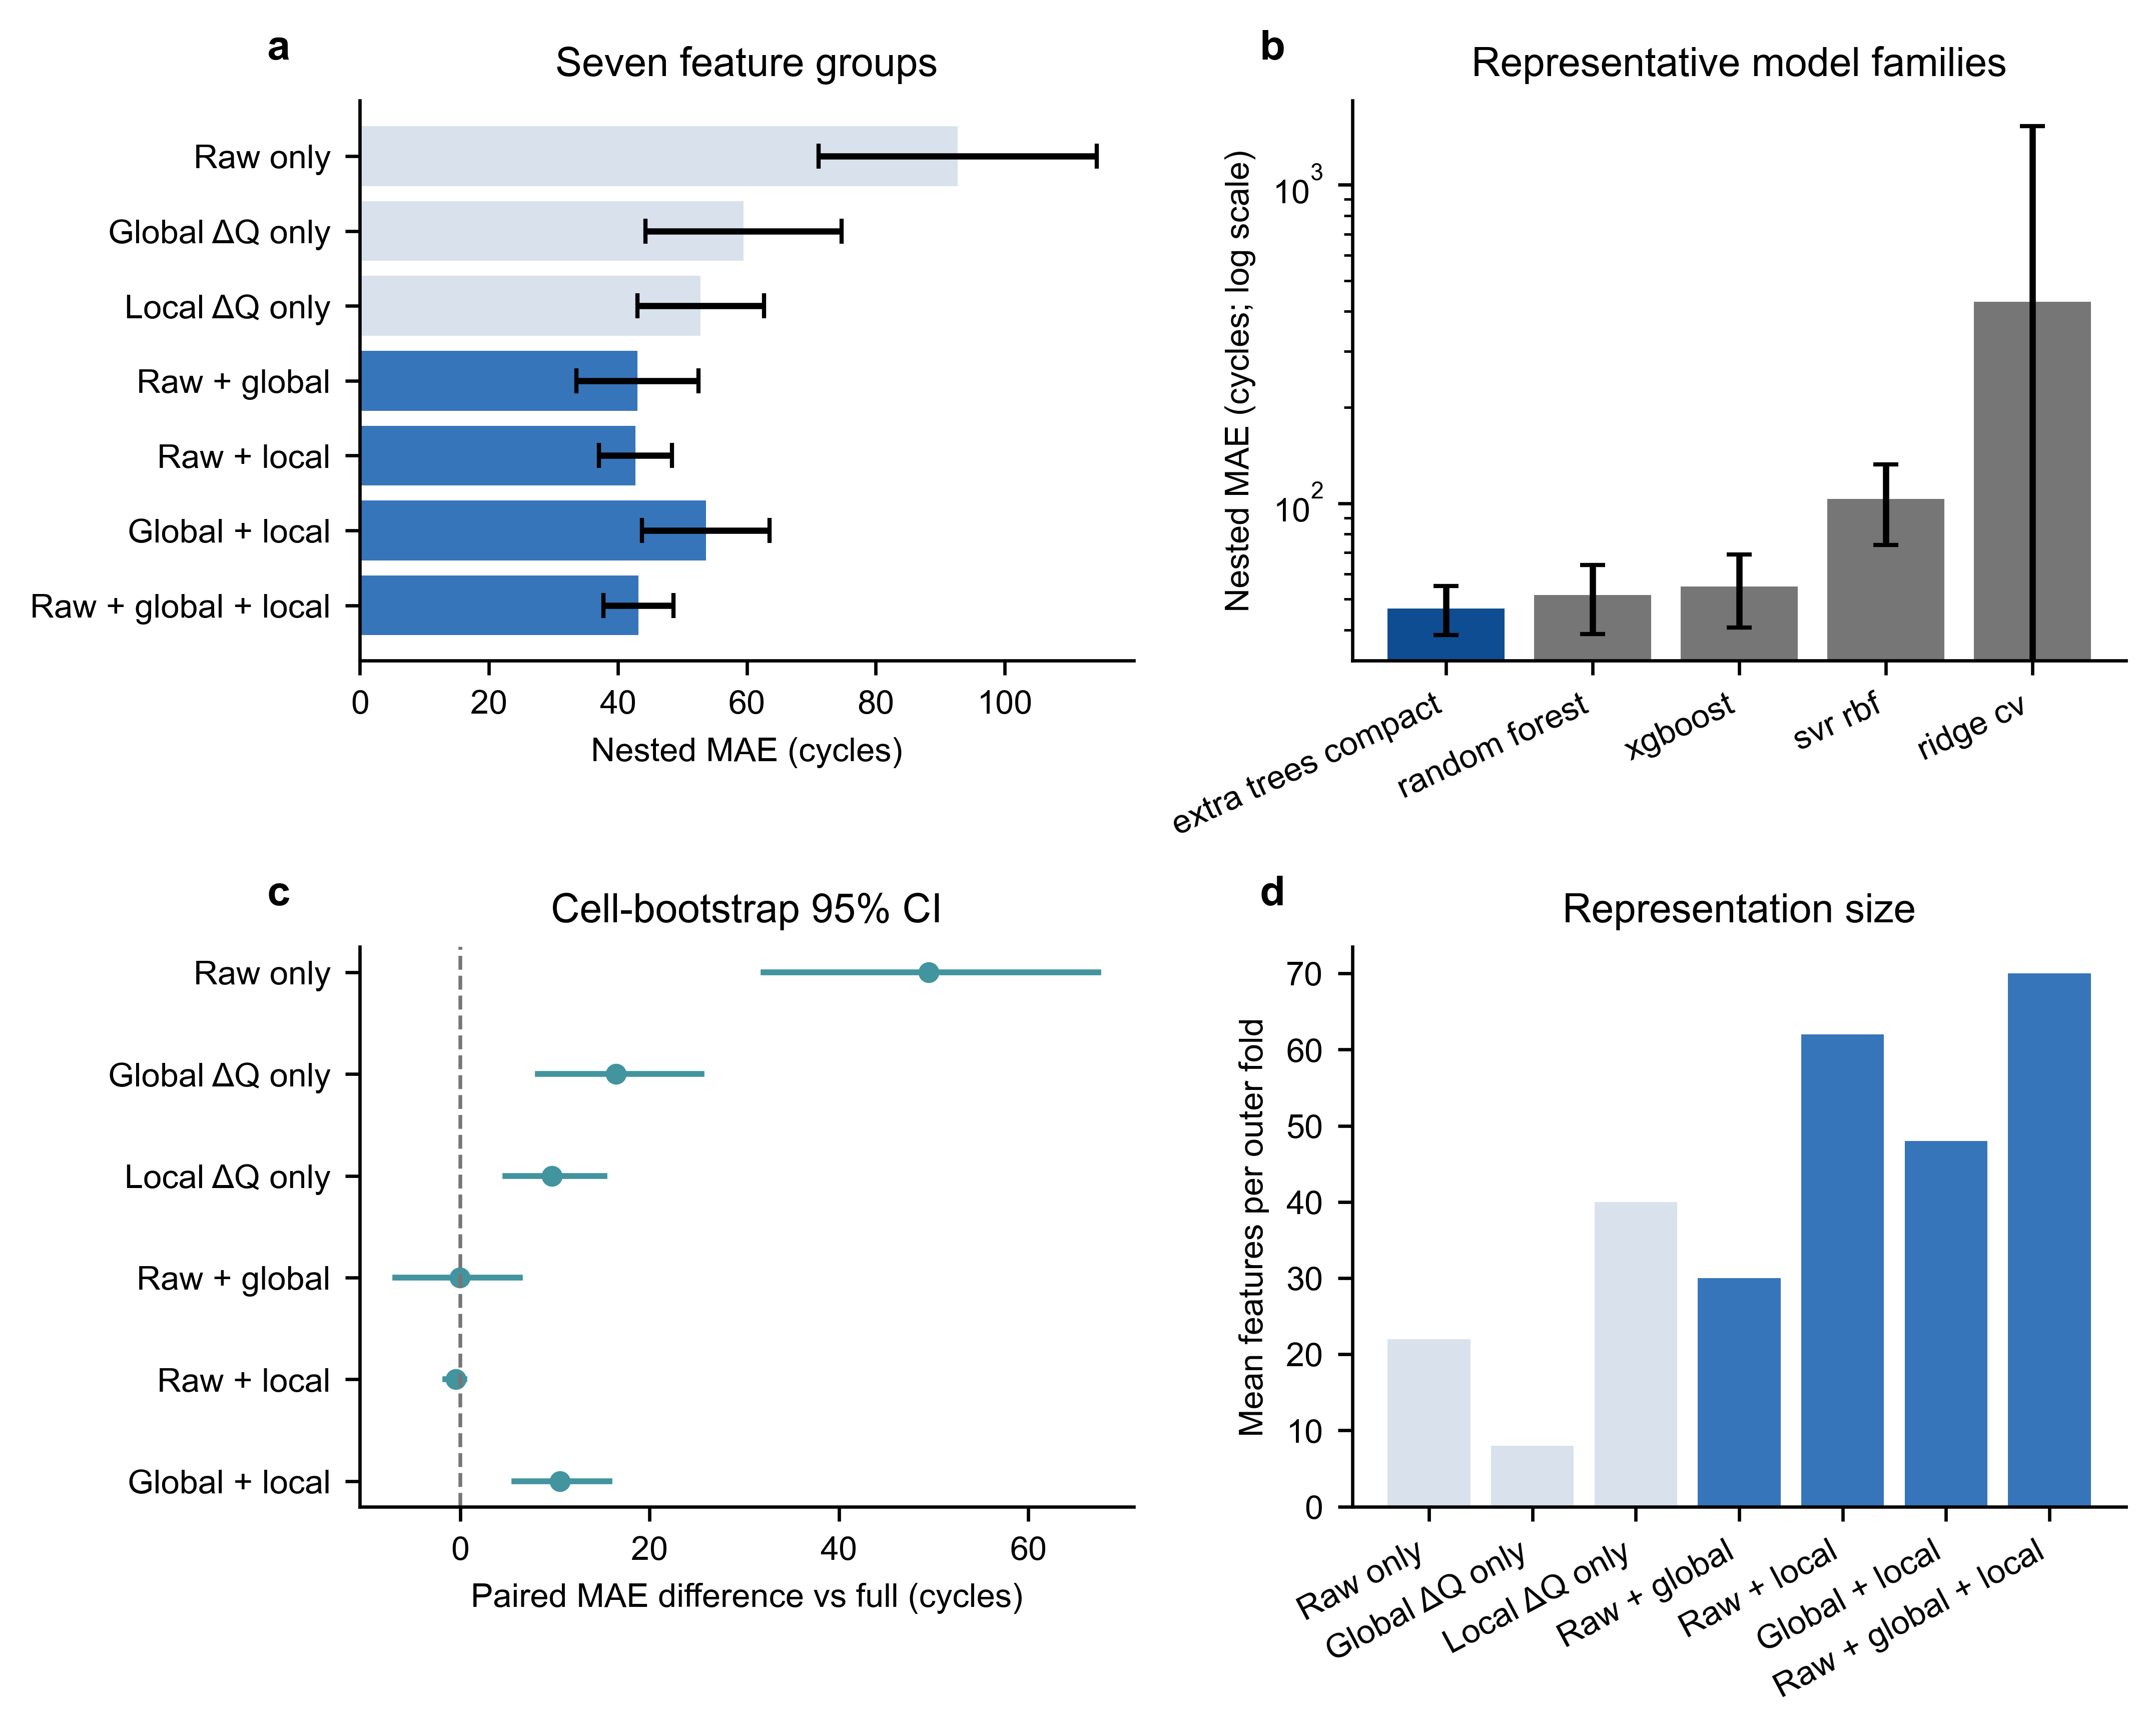 a
Seven feature groups
Raw only
Global ΔQ only
Local ΔQ only
Raw + global
Raw + local
Global + local
Raw + global + local
0 20 40 60 80 100
Nested MAE (cycles)
b
Representative model families
Nested MAE (cycles; log scale)
10³
10²
extra trees compact
random forest
xgboost
svr rbf
ridge cv
c
Cell-bootstrap 95% CI
Raw only
Global ΔQ only
Local ΔQ only
Raw + global
Raw + local
Global + local
0 20 40 60
Paired MAE difference vs full (cycles)
d
Representation size
Mean features per outer fold
70
60
50
40
30
20
10
0
Raw only
Global ΔQ only
Local ΔQ only
Raw + global
Raw + local
Global + local
Raw + global + local